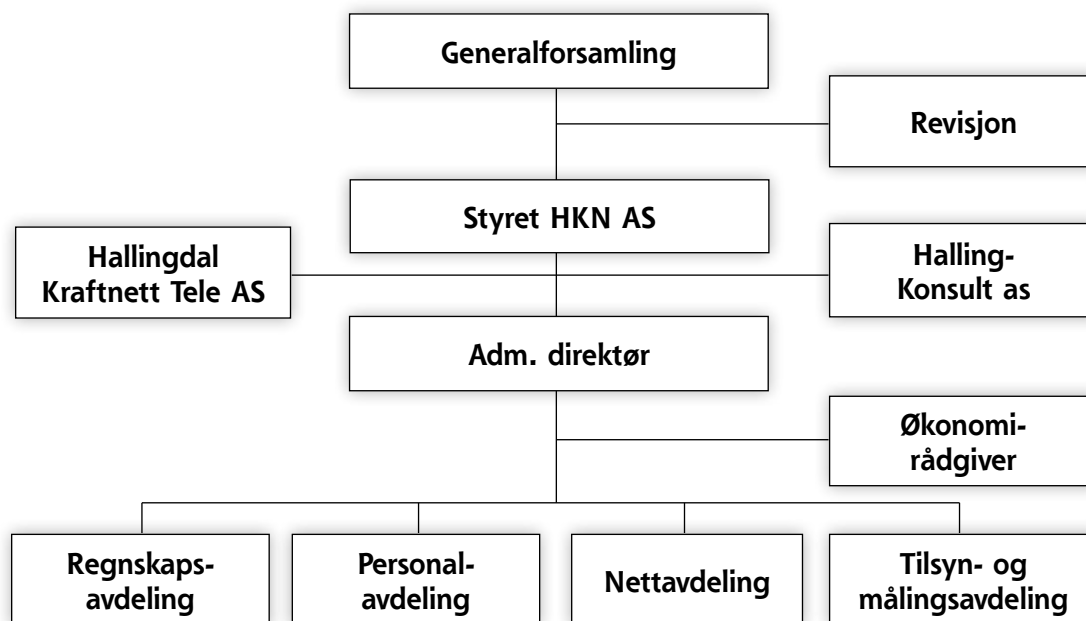 Generalforsamling
Revisjon
Styret HKN AS
Hallingdal
Kraftnett Tele AS
Halling-
Konsult as
Adm. direktør
Økonomi-
rådgiver
Regnskaps-
avdeling
Personal-
avdeling
Nettavdeling
Tilsyn- og
målingsavdeling